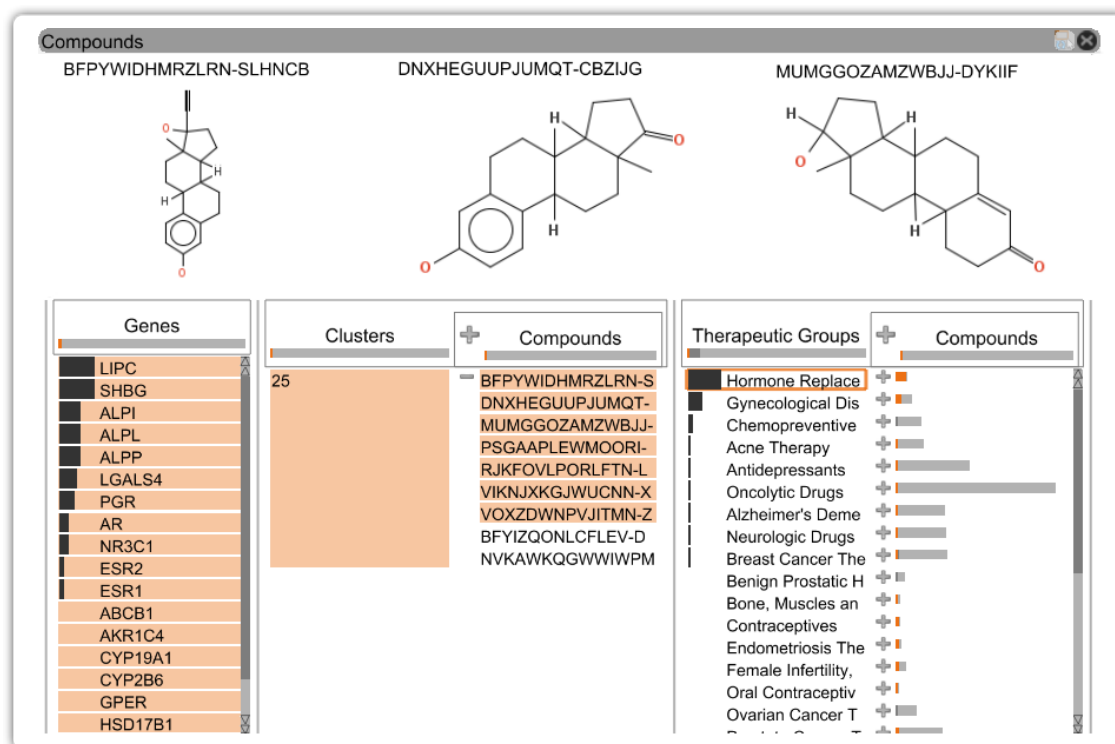 Compounds
BFPYWIDHMRZLRN-SLHNCB
DNXHEGUUPJUMQT-CBZIJG
MUMGGOZAMZWBJJ-DYKIIF
O
H
H
O
H
H
O
O
H
H
O
H
O
Genes
LIPC
SHBG
ALPI
ALPL
ALPP
LGALS4
PGR
AR
NR3C1
ESR2
ESR1
ABCB1
AKR1C4
CYP19A1
CYP2B6
GPER
HSD17B1
Clusters
25
Compounds
BFPYWIDHMRZLRN-S
DNXHEGUUPJUMQT-
MUMGGOZAMZWBJJ-
PSGAAPLEWMOORI-
RJKFOVLPORLFTN-L
VIKNJXKGJWUCNN-X
VOXZDWNPVJITMN-Z
BFYIZQONLCFLEV-D
NVKAWKQGWWIWPM
Therapeutic Groups
Compounds
Hormone Replace
Gynecological Dis
Chemopreventive
Acne Therapy
Antidepressants
Oncolytic Drugs
Alzheimer's Deme
Neurologic Drugs
Breast Cancer The
Benign Prostatic H
Bone, Muscles an
Contraceptives
Endometriosis The
Female Infertility,
Oral Contraceptiv
Ovarian Cancer T